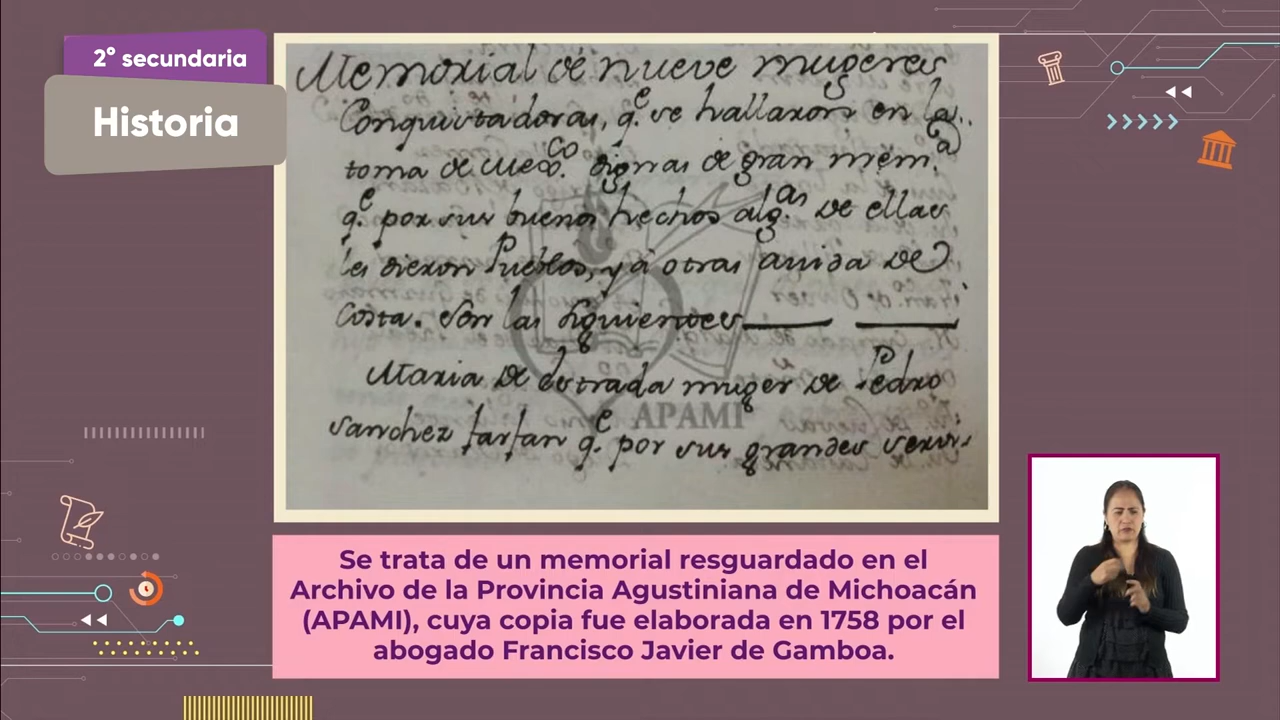 2° secundaria
Historia
Memorial de nueve mugeres
Conquistadoras, q.e se hallaron en la
toma de Mexco. dignas de gran mem.a
q.e por sus buenos hechos alg.as de ellas
les dieron Pueblos, y à otras ayuda de
Costa. Son las siguientes
Maria de Estrada muger de Pedro
Sanchez farfan q.e por sus grandes servi
APAMI
Se trata de un memorial resguardado en el
Archivo de la Provincia Agustiniana de Michoacán
(APAMI), cuya copia fue elaborada en 1758 por el
abogado Francisco Javier de Gamboa.